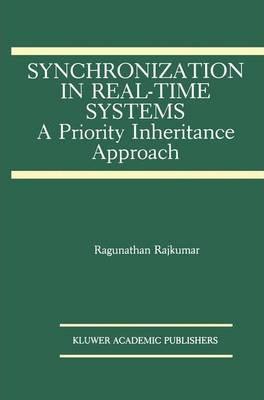 SYNCHRONIZATION
IN REAL-TIME
SYSTEMS
A Priority Inheritance
Approach
Ragunathan Rajkumar
KLUWER ACADEMIC PUBLISHERS